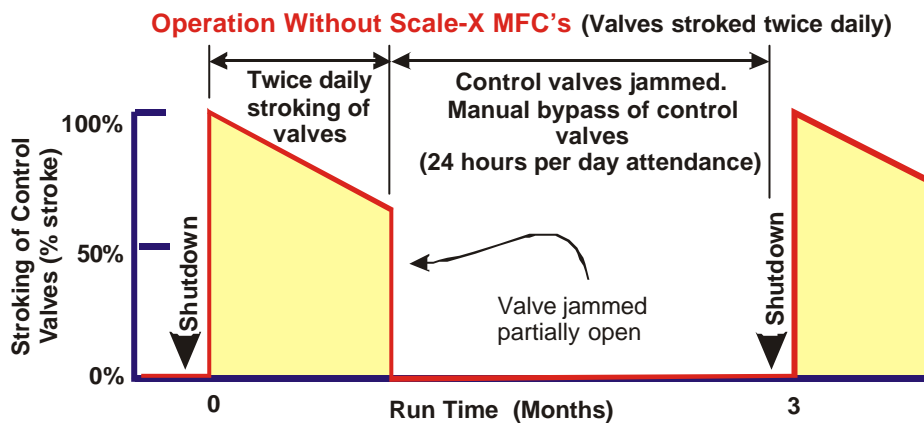 Operation Without Scale-X MFC's (Valves stroked twice daily)
Twice daily
stroking of
valves
Control valves jammed.
Manual bypass of control
valves
(24 hours per day attendance)
Stroking of Control
Valves (% stroke)
100%
50%
0%
Shutdown
Valve jammed
partially open
Shutdown
0
Run Time (Months)
3